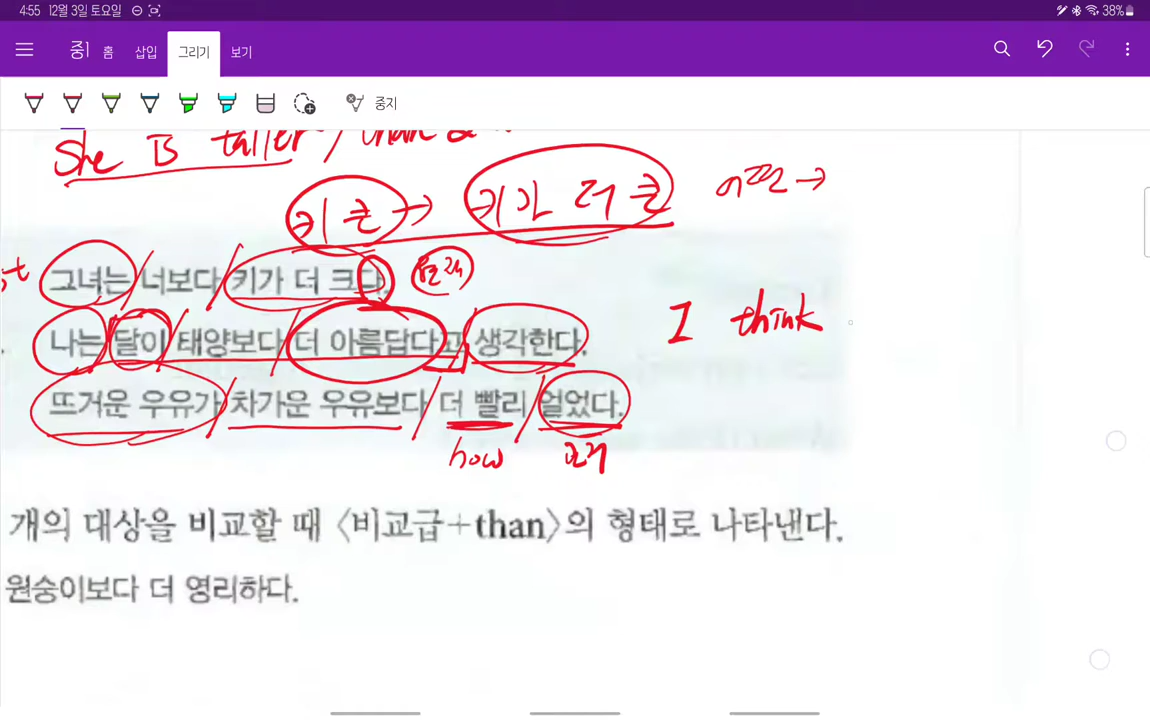 4:55 12월 3일 토요일 38%
중1 홈 삽입 그리기 보기
중지
She is taller / than
키 큰 → 키가 더 큰 →
그녀는 / 너보다 / 키가 더 크다.
나는 달이 / 태양보다 / 더 아름답다고 생각한다. I think
뜨거운 우유가 / 차가운 우유보다 / 더 빨리 / 얼었다.
how 과거
개의 대상을 비교할 때 〈비교급+than〉의 형태로 나타낸다.
원숭이보다 더 영리하다.